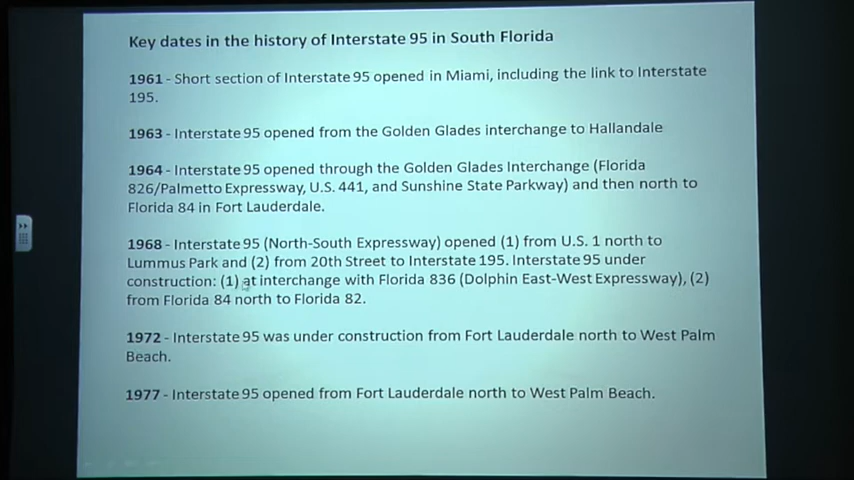 Key dates in the history of Interstate 95 in South Florida
1961 - Short section of Interstate 95 opened in Miami, including the link to Interstate
195.
1963 - Interstate 95 opened from the Golden Glades interchange to Hallandale
1964 - Interstate 95 opened through the Golden Glades Interchange (Florida
826/Palmetto Expressway, U.S. 441, and Sunshine State Parkway) and then north to
Florida 84 in Fort Lauderdale.
1968 - Interstate 95 (North-South Expressway) opened (1) from U.S. 1 north to
Lummus Park and (2) from 20th Street to Interstate 195. Interstate 95 under
construction: (1) at interchange with Florida 836 (Dolphin East-West Expressway), (2)
from Florida 84 north to Florida 82.
1972 - Interstate 95 was under construction from Fort Lauderdale north to West Palm
Beach.
1977 - Interstate 95 opened from Fort Lauderdale north to West Palm Beach.